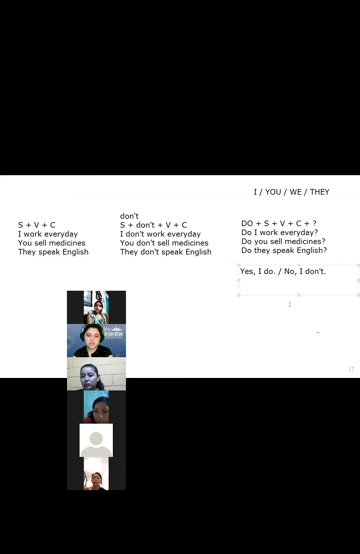 I / YOU / WE / THEY
S + V + C
I work everyday
You sell medicines
They speak English
don't
S + don't + V + C
I don't work everyday
You don't sell medicines
They don't speak English
DO + S + V + C + ?
Do I work everyday?
Do you sell medicines?
Do they speak English?
Yes, I do. / No, I don't.